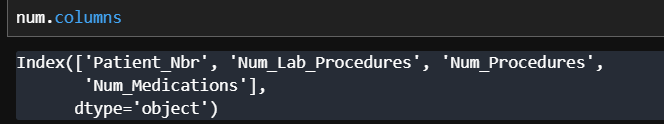 num.columns
Index(['Patient_Nbr', 'Num_Lab_Procedures', 'Num_Procedures',
       'Num_Medications'],
      dtype='object')